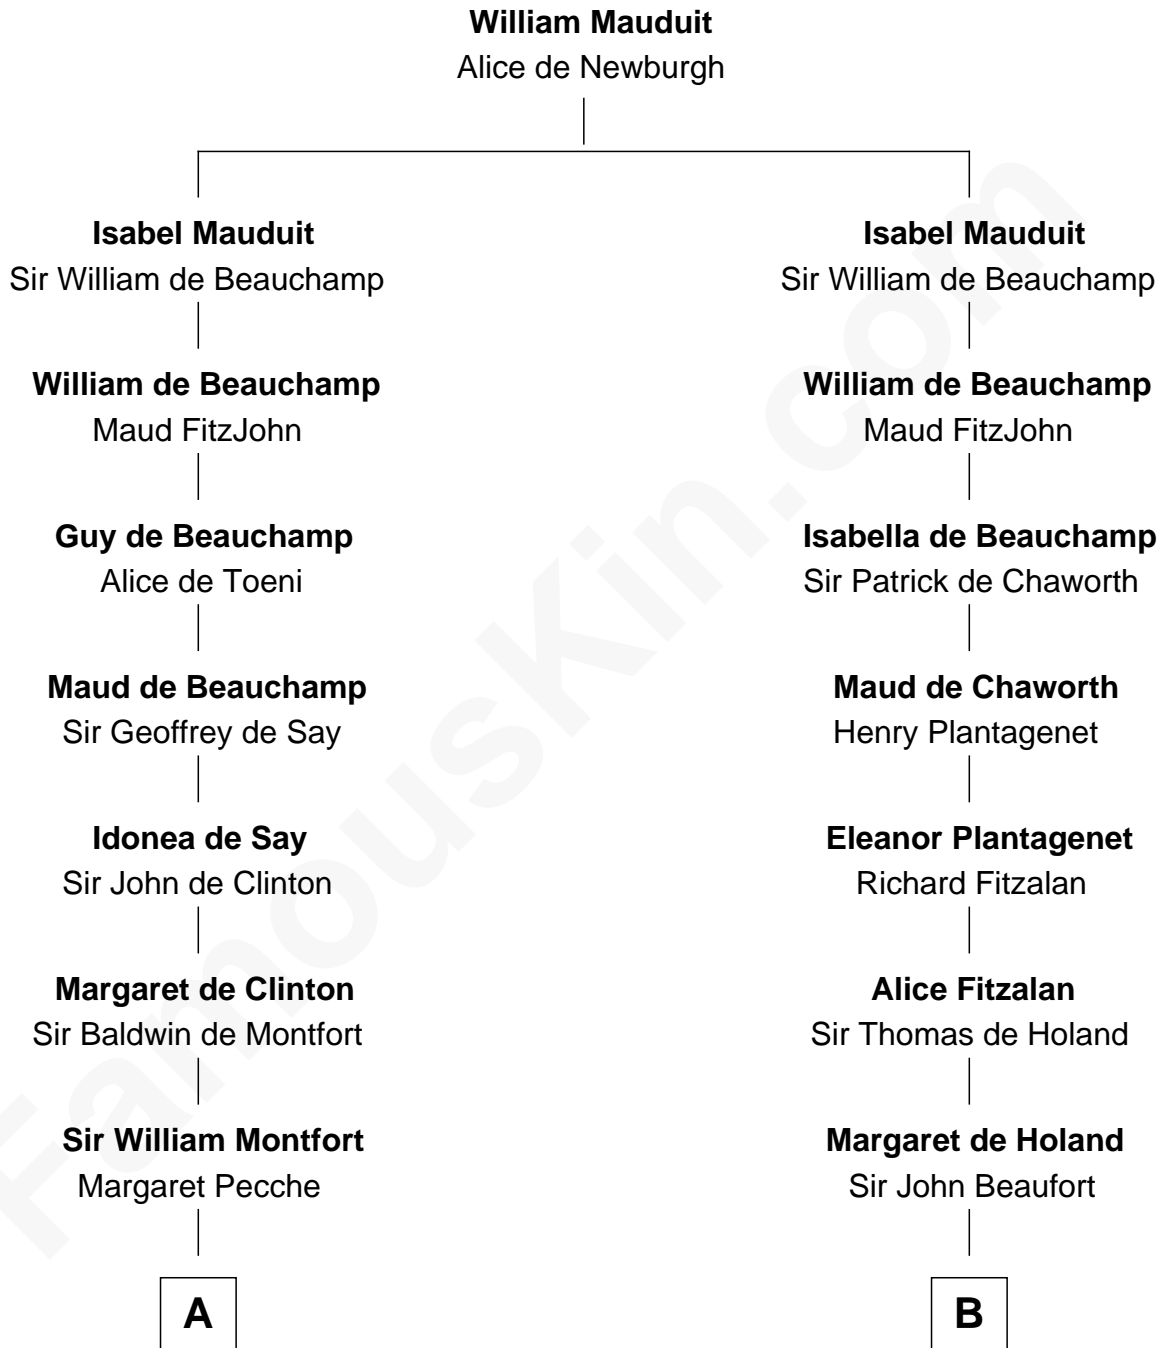 William Mauduit
Alice de Newburgh
Isabel Mauduit
Sir William de Beauchamp
William de Beauchamp
Maud FitzJohn
Guy de Beauchamp
Alice de Toeni
Maud de Beauchamp
Sir Geoffrey de Say
Idonea de Say
Sir John de Clinton
Margaret de Clinton
Sir Baldwin de Montfort
Sir William Montfort
Margaret Pecche
A
Isabel Mauduit
Sir William de Beauchamp
William de Beauchamp
Maud FitzJohn
Isabella de Beauchamp
Sir Patrick de Chaworth
Maud de Chaworth
Henry Plantagenet
Eleanor Plantagenet
Richard Fitzalan
Alice Fitzalan
Sir Thomas de Holand
Margaret de Holand
Sir John Beaufort
B
FamousKin.com